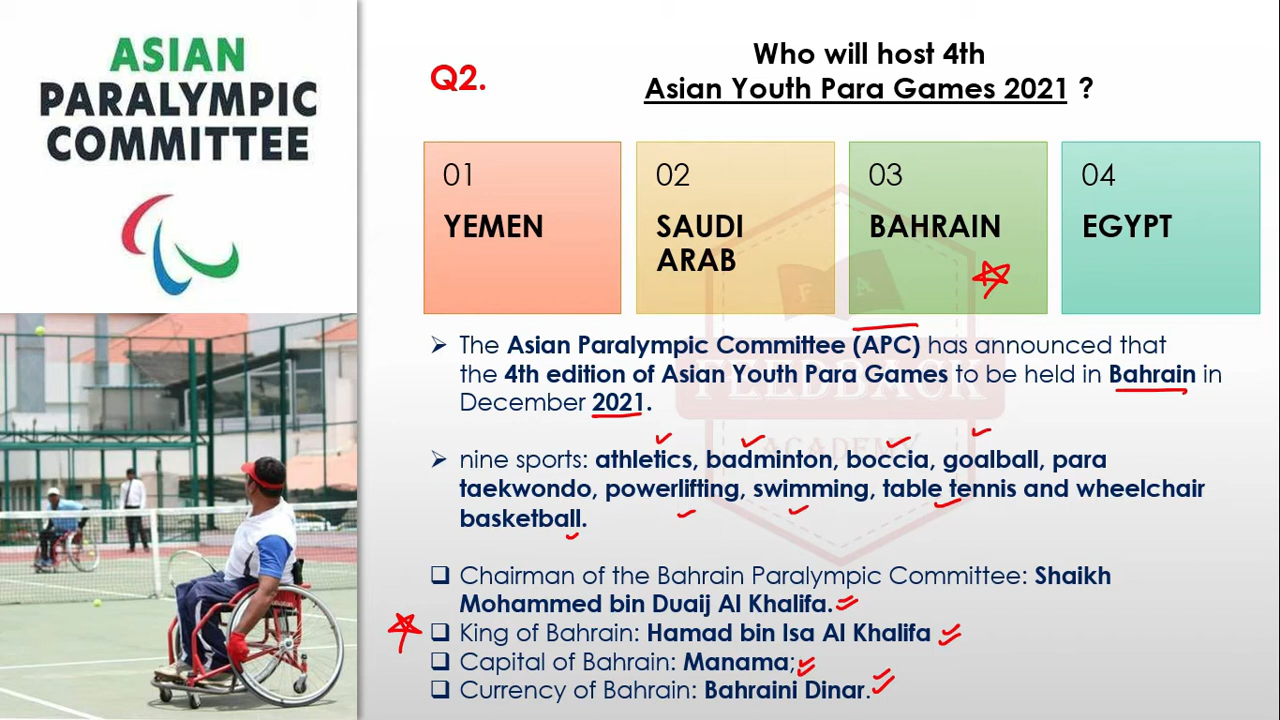 ASIAN
PARALYMPIC
COMMITTEE
Q2.
Who will host 4th
Asian Youth Para Games 2021 ?
01
YEMEN
02
SAUDI
ARAB
03
BAHRAIN
04
EGYPT
F A
FEEDBACK
ACADEMY
➢ The Asian Paralympic Committee (APC) has announced that
the 4th edition of Asian Youth Para Games to be held in Bahrain in
December 2021.
➢ nine sports: athletics, badminton, boccia, goalball, para
taekwondo, powerlifting, swimming, table tennis and wheelchair
basketball.
❑ Chairman of the Bahrain Paralympic Committee: Shaikh
Mohammed bin Duaij Al Khalifa.
❑ King of Bahrain: Hamad bin Isa Al Khalifa
❑ Capital of Bahrain: Manama;
❑ Currency of Bahrain: Bahraini Dinar.